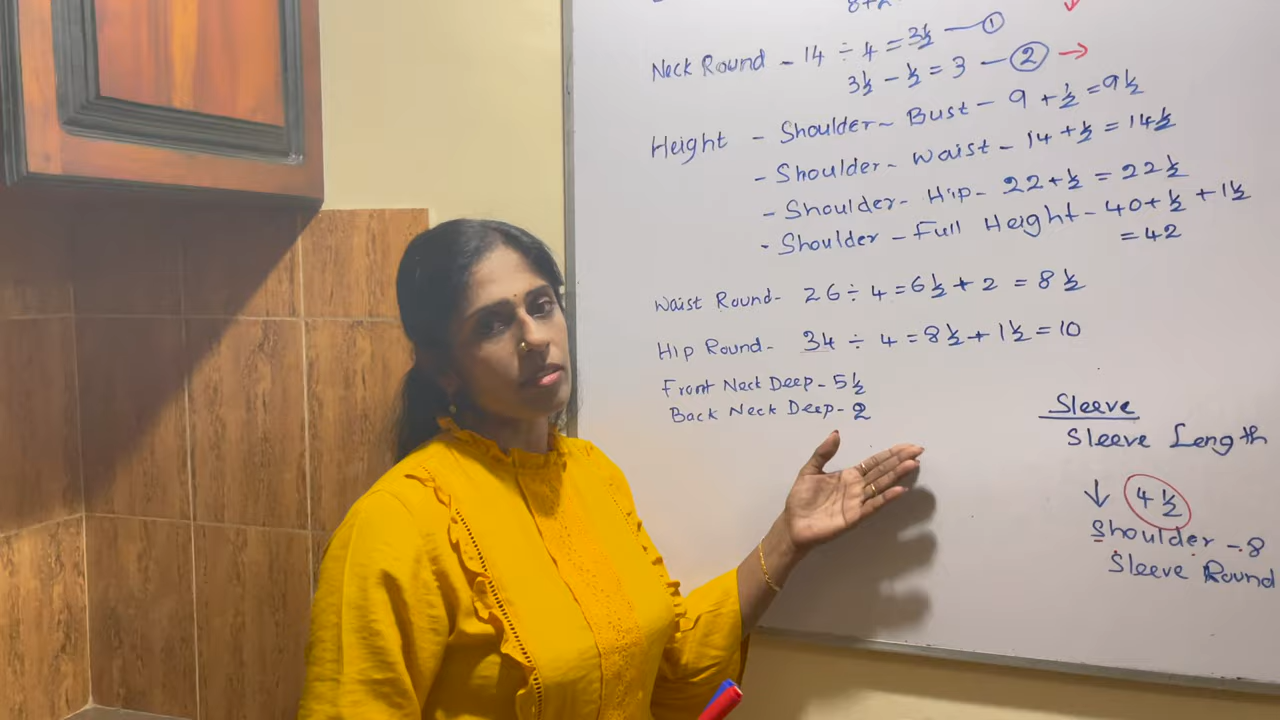 8+2
Neck Round - 14 ÷ 4 = 3½ — ①
3½ - ½ = 3 — ② →
Height - Shoulder - Bust - 9 + ½ = 9½
- Shoulder - Waist - 14 + ½ = 14½
- Shoulder - Hip - 22 + ½ = 22½
- Shoulder - Full Height - 40 + ½ + 1½
= 42
Waist Round - 26 ÷ 4 = 6½ + 2 = 8½
Hip Round - 34 ÷ 4 = 8½ + 1½ = 10
Front Neck Deep - 5½
Back Neck Deep - 2
Sleeve
Sleeve Length
↓ 4½
Shoulder - 8
Sleeve Round